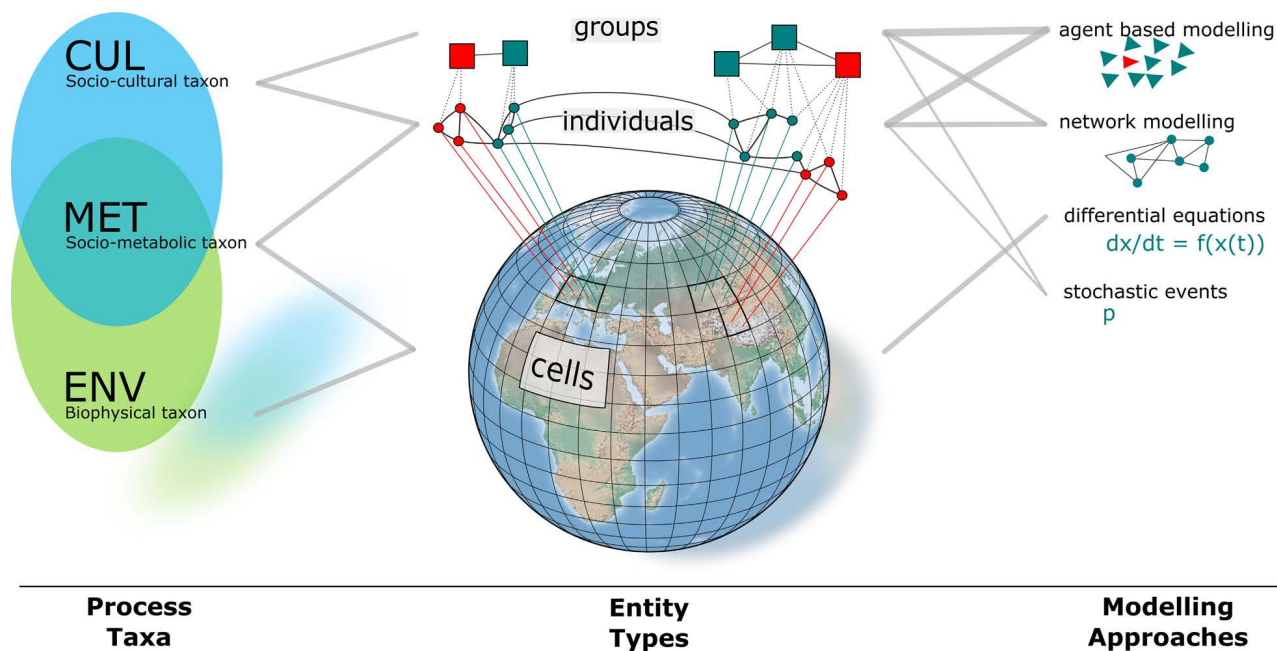 CUL
Socio-cultural taxon
MET
Socio-metabolic taxon
ENV
Biophysical taxon
groups
individuals
cells
agent based modelling
network modelling
differential equations
dx/dt = f(x(t))
stochastic events
p
Process
Taxa
Entity
Types
Modelling
Approaches